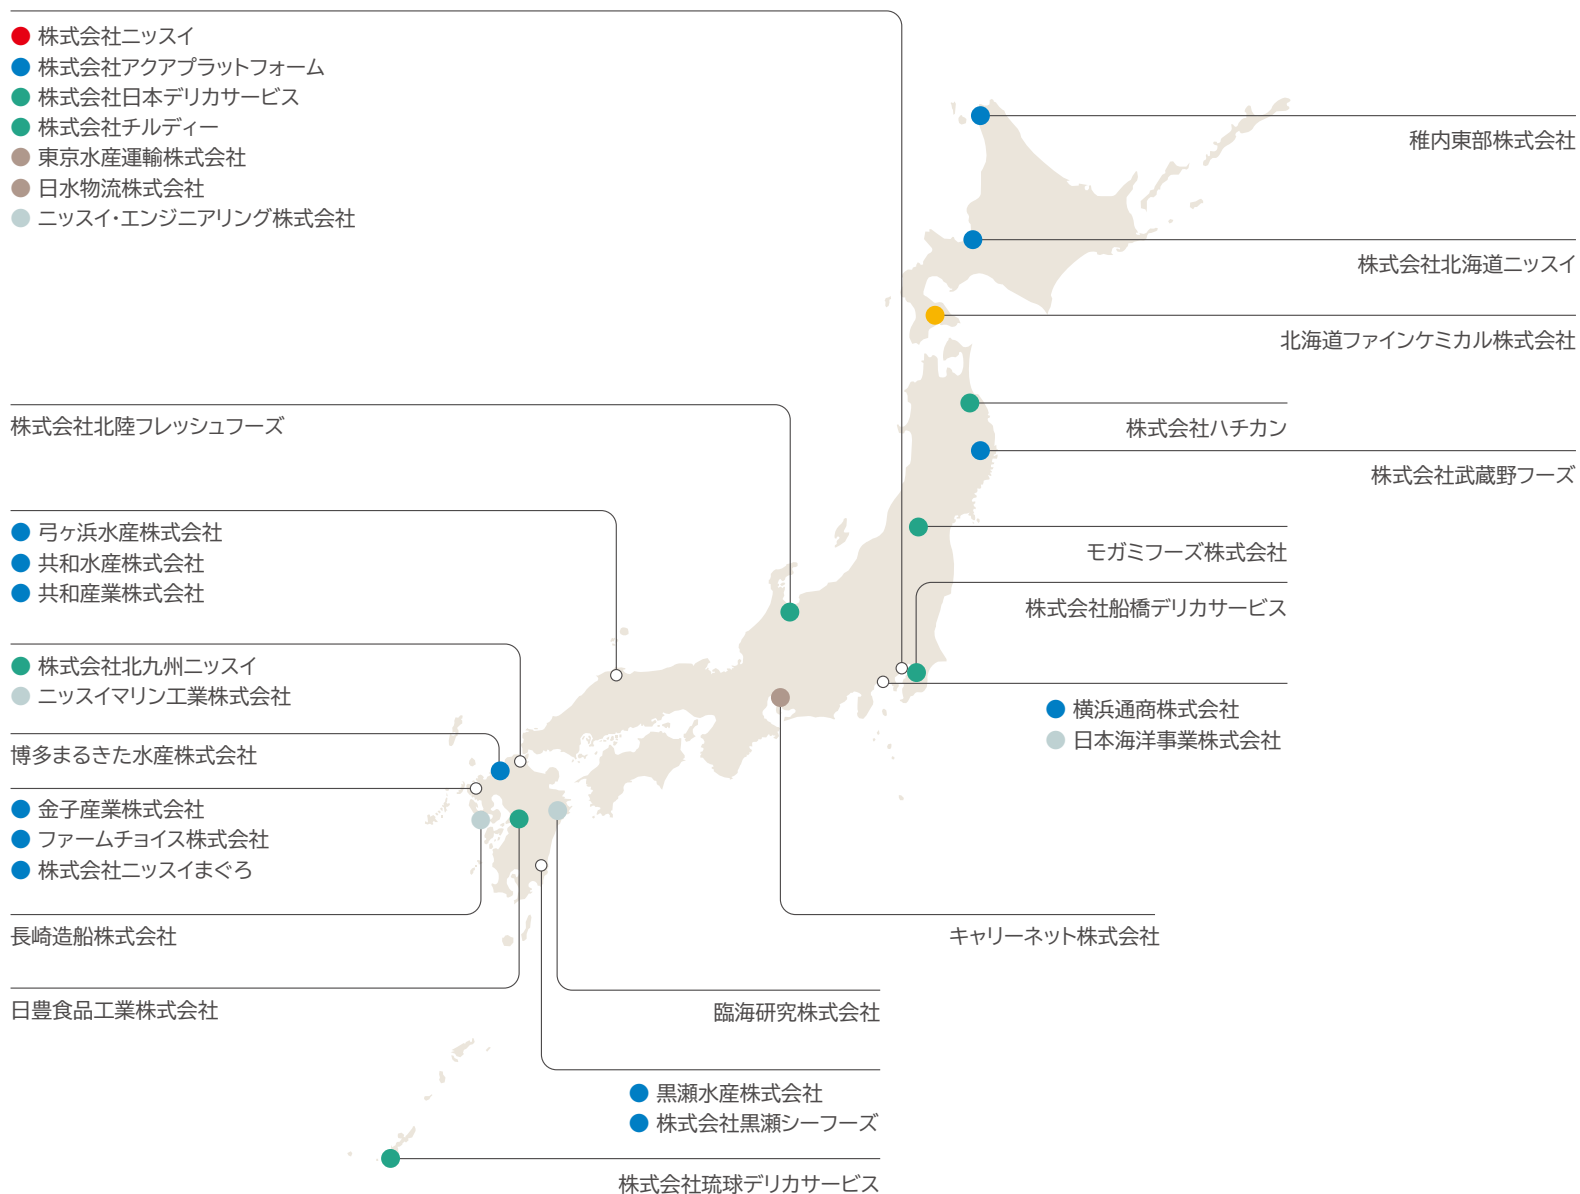 株式会社ニッスイ
株式会社アクアプラットフォーム
株式会社日本デリカサービス
株式会社チルディー
東京水産運輸株式会社
日水物流株式会社
ニッスイ・エンジニアリング株式会社
稚内東部株式会社
株式会社北海道ニッスイ
北海道ファインケミカル株式会社
株式会社ハチカン
株式会社武蔵野フーズ
モガミフーズ株式会社
株式会社船橋デリカサービス
横浜通商株式会社
日本海洋事業株式会社
株式会社北陸フレッシュフーズ
弓ヶ浜水産株式会社
共和水産株式会社
共和産業株式会社
株式会社北九州ニッスイ
ニッスイマリン工業株式会社
博多まるきた水産株式会社
金子産業株式会社
ファームチョイス株式会社
株式会社ニッスイまぐろ
長崎造船株式会社
キャリーネット株式会社
日豊食品工業株式会社
臨海研究株式会社
黒瀬水産株式会社
株式会社黒瀬シーフーズ
株式会社琉球デリカサービス